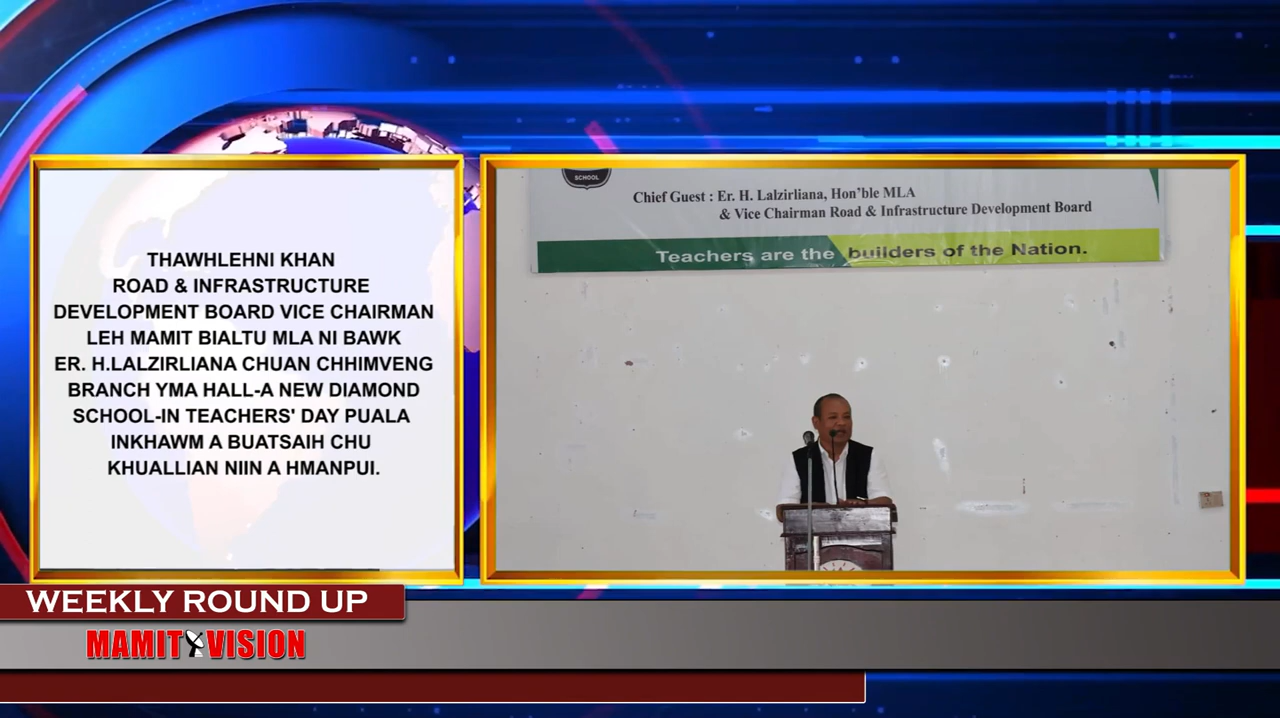 THAWHLEHNI KHAN
ROAD & INFRASTRUCTURE
DEVELOPMENT BOARD VICE CHAIRMAN
LEH MAMIT BIALTU MLA NI BAWK
ER. H.LALZIRLIANA CHUAN CHHIMVENG
BRANCH YMA HALL-A NEW DIAMOND
SCHOOL-IN TEACHERS' DAY PUALA
INKHAWM A BUATSAIH CHU
KHUALLIAN NIIN A HMANPUI.
SCHOOL
Chief Guest : Er. H. Lalzirliana, Hon'ble MLA
& Vice Chairman Road & Infrastructure Development Board
Teachers are the builders of the Nation.
WEEKLY ROUND UP
MAMIT VISION